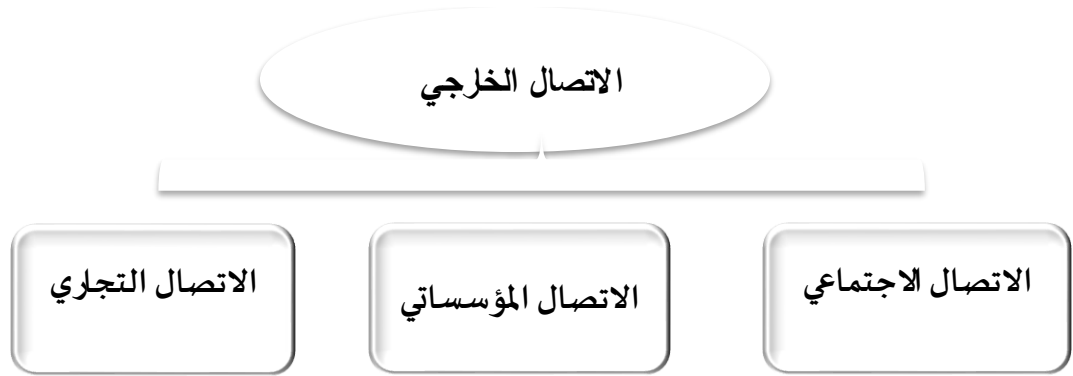 الاتصال الخارجي
الاتصال الاجتماعي
الاتصال المؤسساتي
الاتصال التجاري